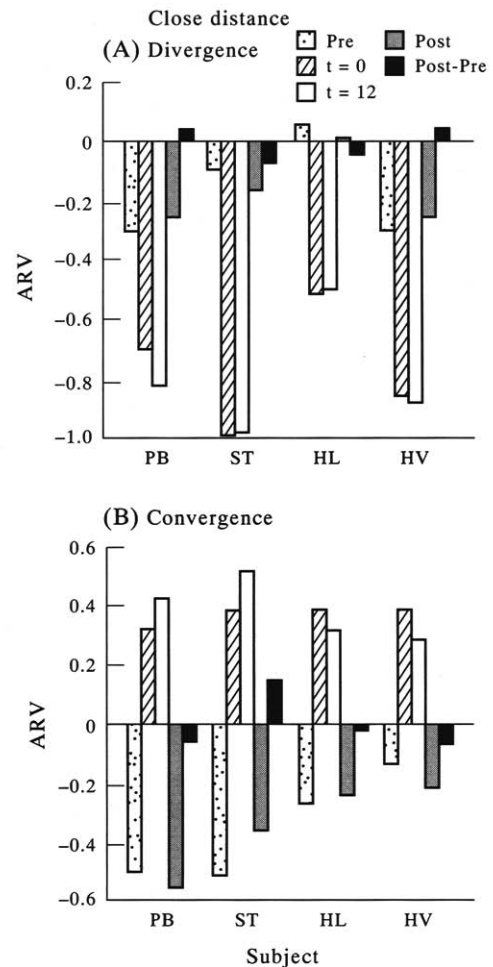 Close distance
(A) Divergence
Pre
Post
t = 0
Post-Pre
t = 12
0.2
0
-0.2
-0.4
-0.6
-0.8
-1.0
ARV
PB ST HL HV
(B) Convergence
0.6
0.4
0.2
0
-0.2
-0.4
-0.6
ARV
PB ST HL HV
Subject